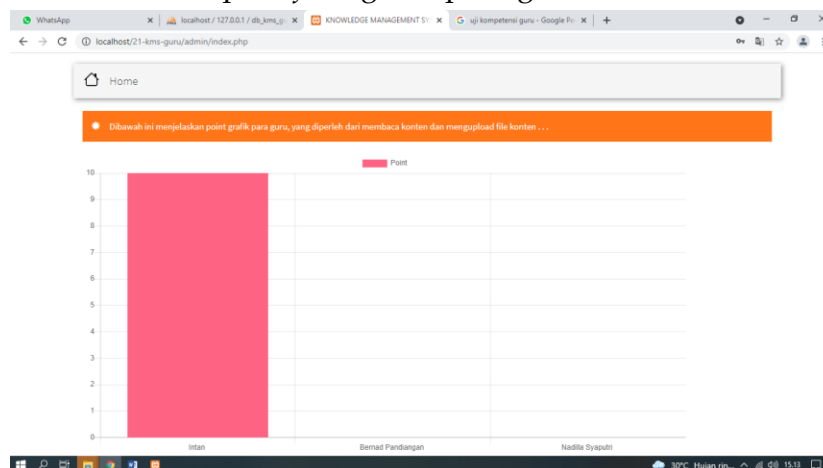 WhatsApp
localhost / 127.0.0.1 / db_kms_g
KNOWLEDGE MANAGEMENT SY
uji kompetensi guru - Google Pe
localhost/21-kms-guru/admin/index.php
Home
Dibawah ini menjelaskan point grafik para guru, yang diperleh dari membaca konten dan mengupload file konten . . .
Point
10
9
8
7
6
5
4
3
2
1
0
Intan
Bernad Pandiangan
Nadilla Syaputri
30°C Hujan rin...
15.13